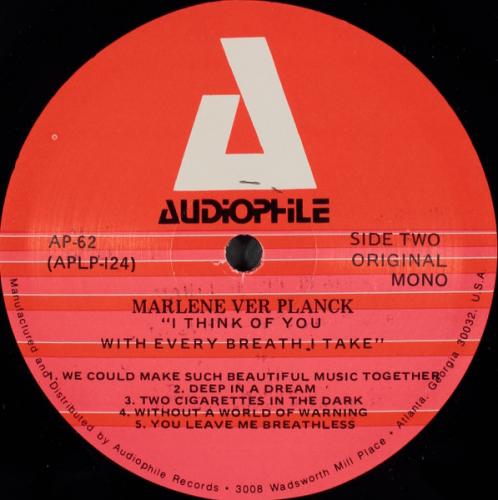 AUDIOPHILE
AP-62
(APLP-124)
SIDE TWO
ORIGINAL
MONO
MARLENE VER PLANCK
"I THINK OF YOU
WITH EVERY BREATH I TAKE"
1. WE COULD MAKE SUCH BEAUTIFUL MUSIC TOGETHER
2. DEEP IN A DREAM
3. TWO CIGARETTES IN THE DARK
4. WITHOUT A WORLD OF WARNING
5. YOU LEAVE ME BREATHLESS
Manufactured and Distributed by Audiophile Records • 3008 Wadsworth Mill Place • Atlanta, Georgia 30032, U.S.A